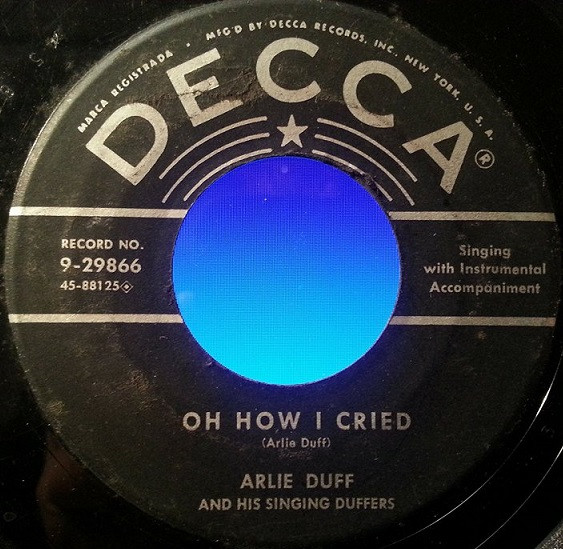 MARCA REGISTRADA • MFG'D BY DECCA RECORDS, INC., NEW YORK, U. S. A.
DECCA®
RECORD NO.
9-29866
45-88125
Singing
with Instrumental
Accompaniment
OH HOW I CRIED
(Arlie Duff)
ARLIE DUFF
AND HIS SINGING DUFFERS